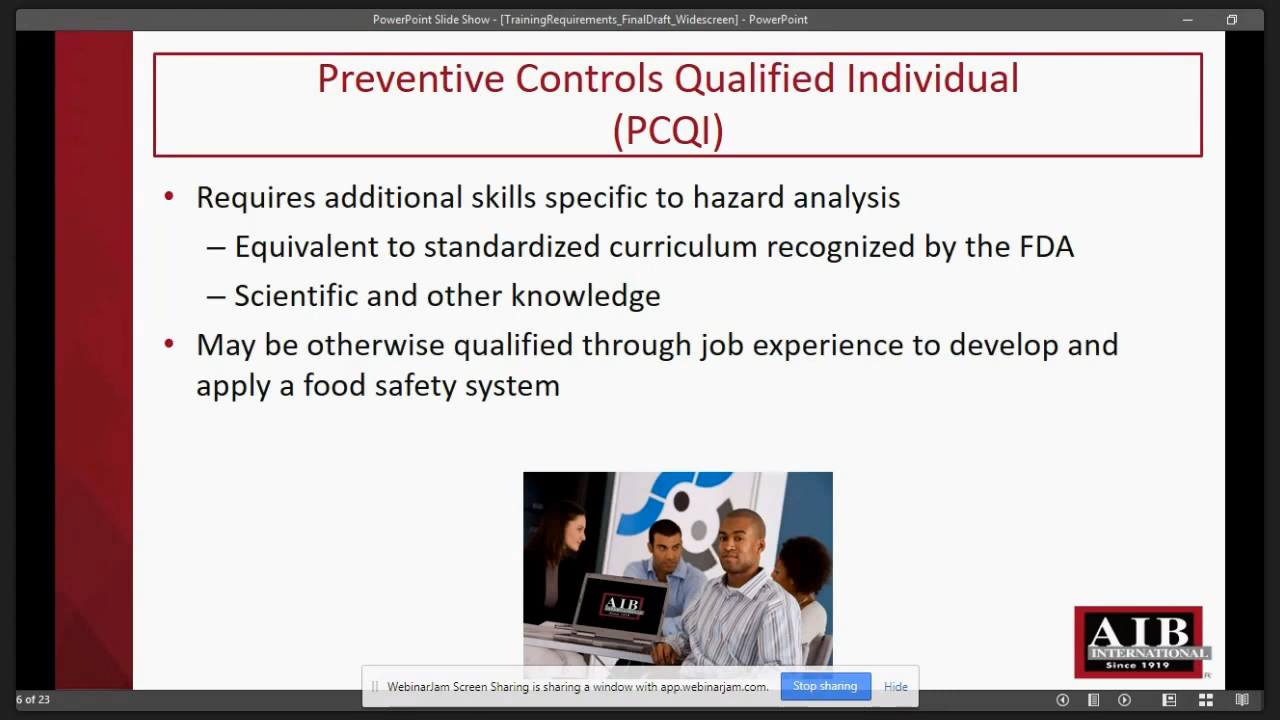 PowerPoint Slide Show - [TrainingRequirements_FinalDraft_Widescreen] - PowerPoint
Preventive Controls Qualified Individual
(PCQI)
• Requires additional skills specific to hazard analysis
– Equivalent to standardized curriculum recognized by the FDA
– Scientific and other knowledge
• May be otherwise qualified through job experience to develop and
apply a food safety system
AIB
INTERNATIONAL
Since 1919
AIB
INTERNATIONAL
Since 1919
WebinarJam Screen Sharing is sharing a window with app.webinarjam.com.
Stop sharing
Hide
6 of 23